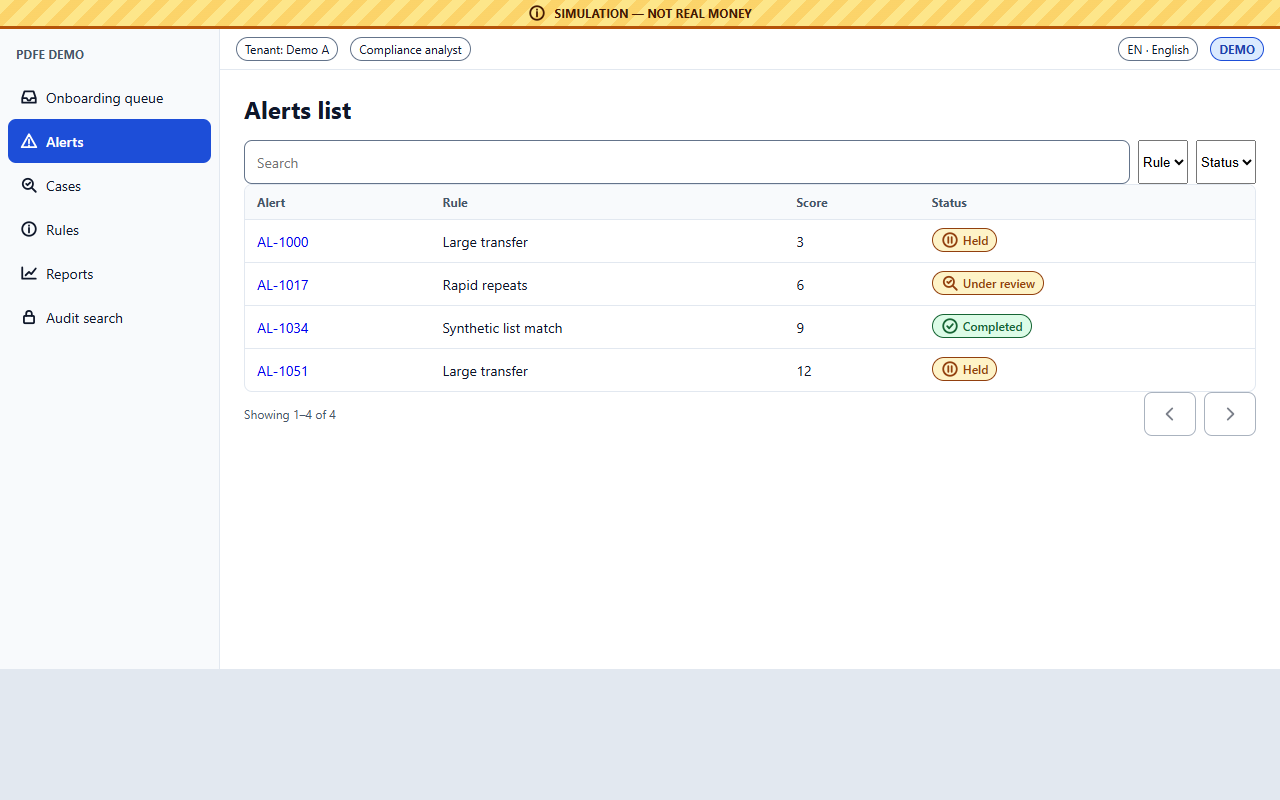 SIMULATION — NOT REAL MONEY
PDFE DEMO
Tenant: Demo A
Compliance analyst
EN · English
DEMO
Onboarding queue
Alerts
Cases
Rules
Reports
Audit search
Alerts list
Search
Rule
Status
Alert Rule Score Status
AL-1000 Large transfer 3 Held
AL-1017 Rapid repeats 6 Under review
AL-1034 Synthetic list match 9 Completed
AL-1051 Large transfer 12 Held
Showing 1–4 of 4